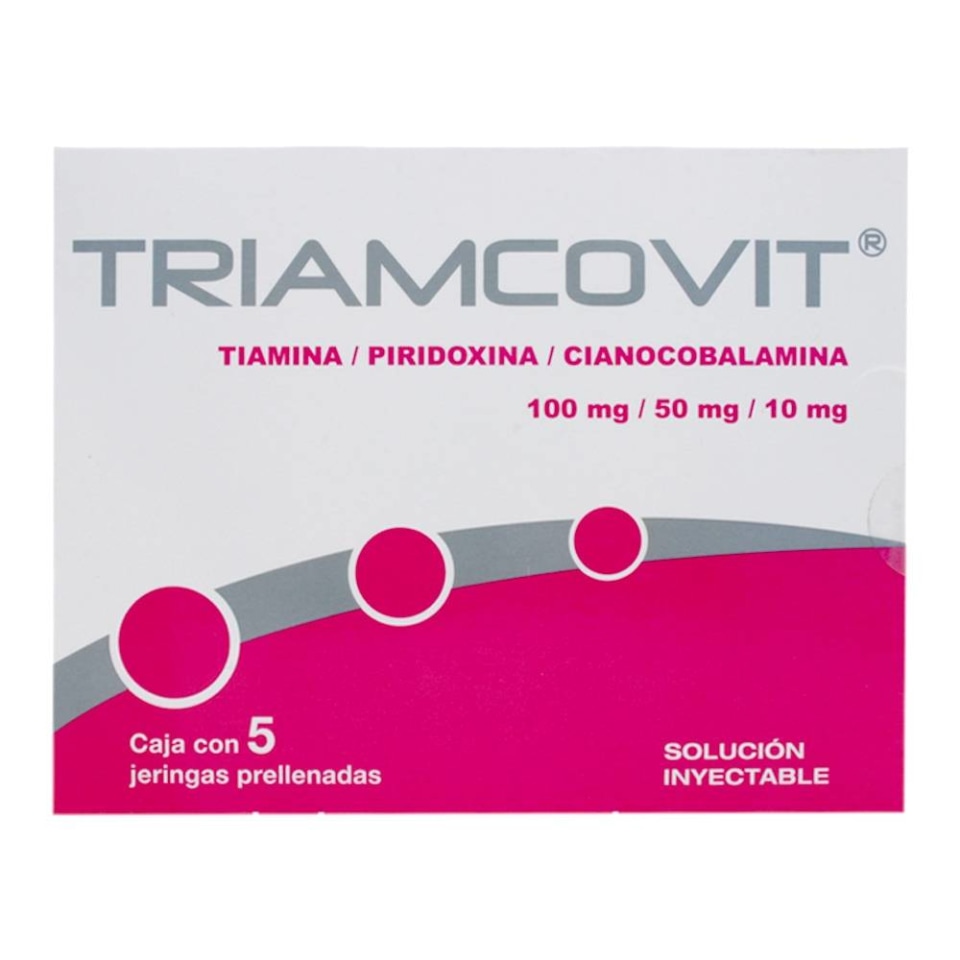 TRIAMCOVIT®
TIAMINA / PIRIDOXINA / CIANOCOBALAMINA
100 mg / 50 mg / 10 mg
Caja con 5
jeringas prellenadas
SOLUCIÓN
INYECTABLE